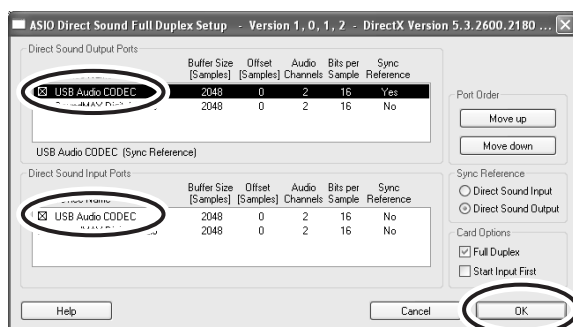 ASIO Direct Sound Full Duplex Setup - Version 1, 0, 1, 2 - DirectX Version 5.3.2600.2180 ...
Direct Sound Output Ports
Buffer Size [Samples] Offset [Samples] Audio Channels Bits per Sample Sync Reference
USB Audio CODEC 2048 0 2 16 Yes
2048 0 2 16 No
USB Audio CODEC (Sync Reference)
Direct Sound Input Ports
Buffer Size [Samples] Offset [Samples] Audio Channels Bits per Sample Sync Reference
USB Audio CODEC 2048 0 2 16 No
2048 0 2 16 No
Port Order
Move up
Move down
Sync Reference
Direct Sound Input
Direct Sound Output
Card Options
Full Duplex
Start Input First
Help
Cancel
OK